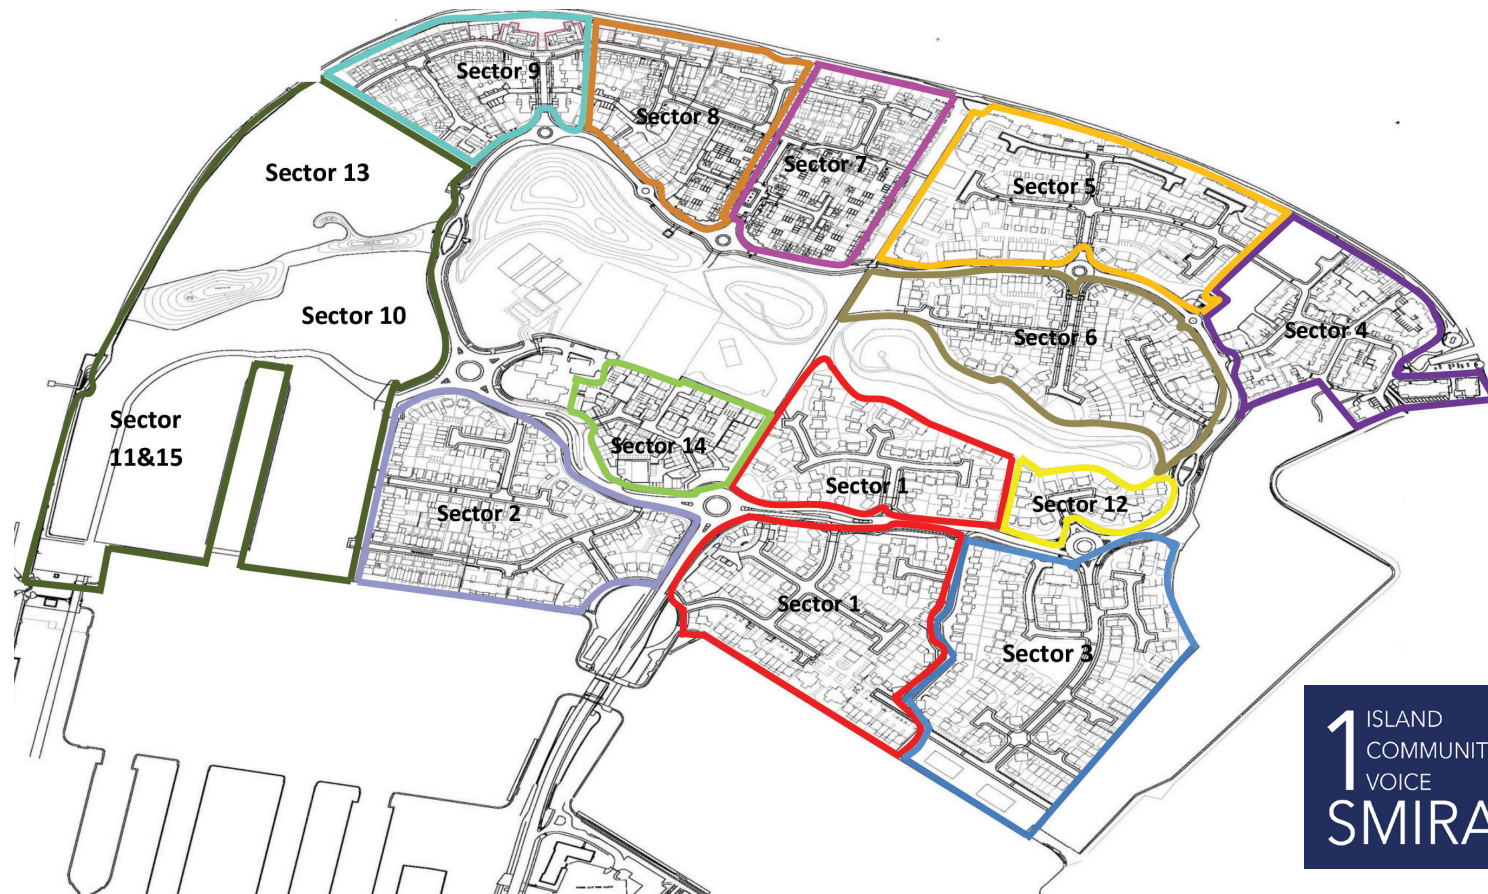 Sector 9
Sector 8
Sector 7
Sector 13
Sector 5
Sector 10
Sector 4
Sector 6
Sector
11&15
Sector 14
Sector 1
Sector 12
Sector 2
Sector 1
Sector 3
1 ISLAND
COMMUNIT
VOICE
SMIRA